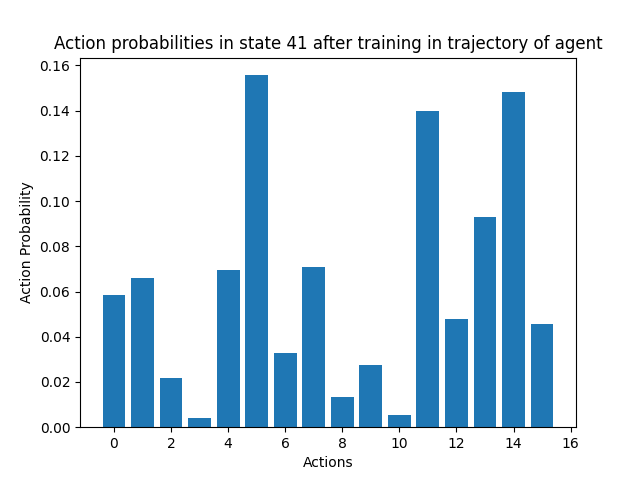 Action probabilities in state 41 after training in trajectory of agent
0.16
0.14
0.12
0.10
0.08
0.06
0.04
0.02
0.00
Action Probability
0 2 4 6 8 10 12 14 16
Actions